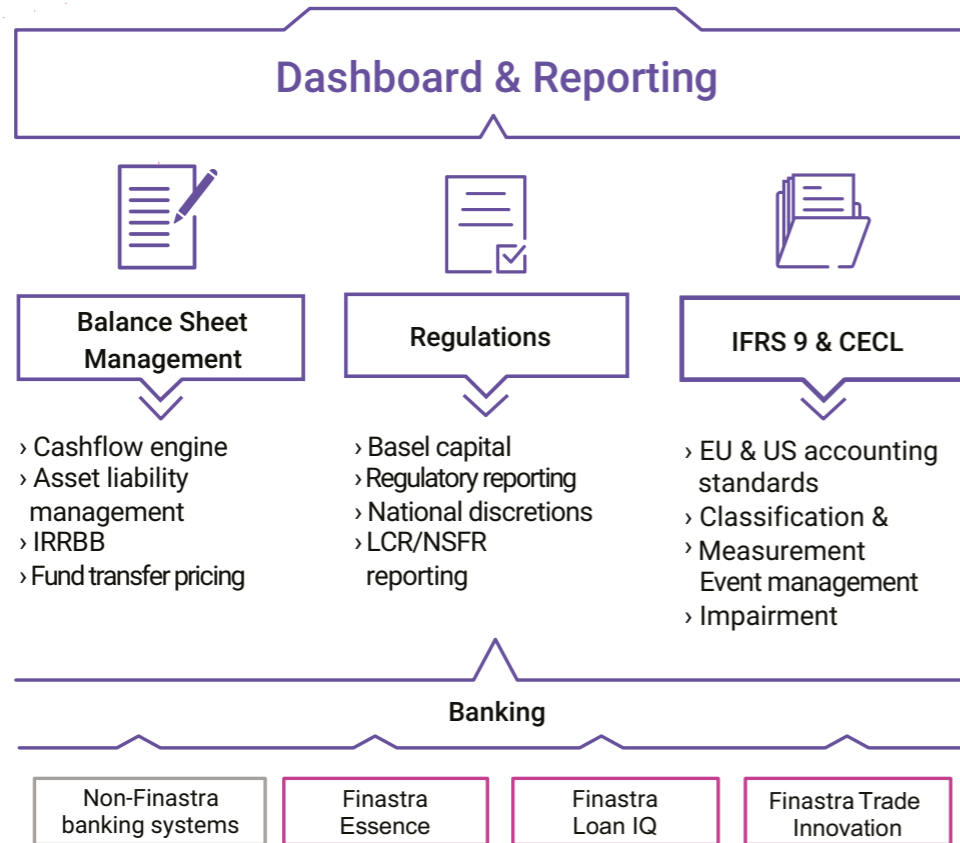 Dashboard & Reporting
Balance Sheet
Management
› Cashflow engine
› Asset liability
management
› IRRBB
› Fund transfer pricing
Regulations
› Basel capital
› Regulatory reporting
› National discretions
› LCR/NSFR
reporting
IFRS 9 & CECL
› EU & US accounting
standards
› Classification &
› Measurement
Event management
› Impairment
Banking
Non-Finastra
banking systems
Finastra
Essence
Finastra
Loan IQ
Finastra Trade
Innovation